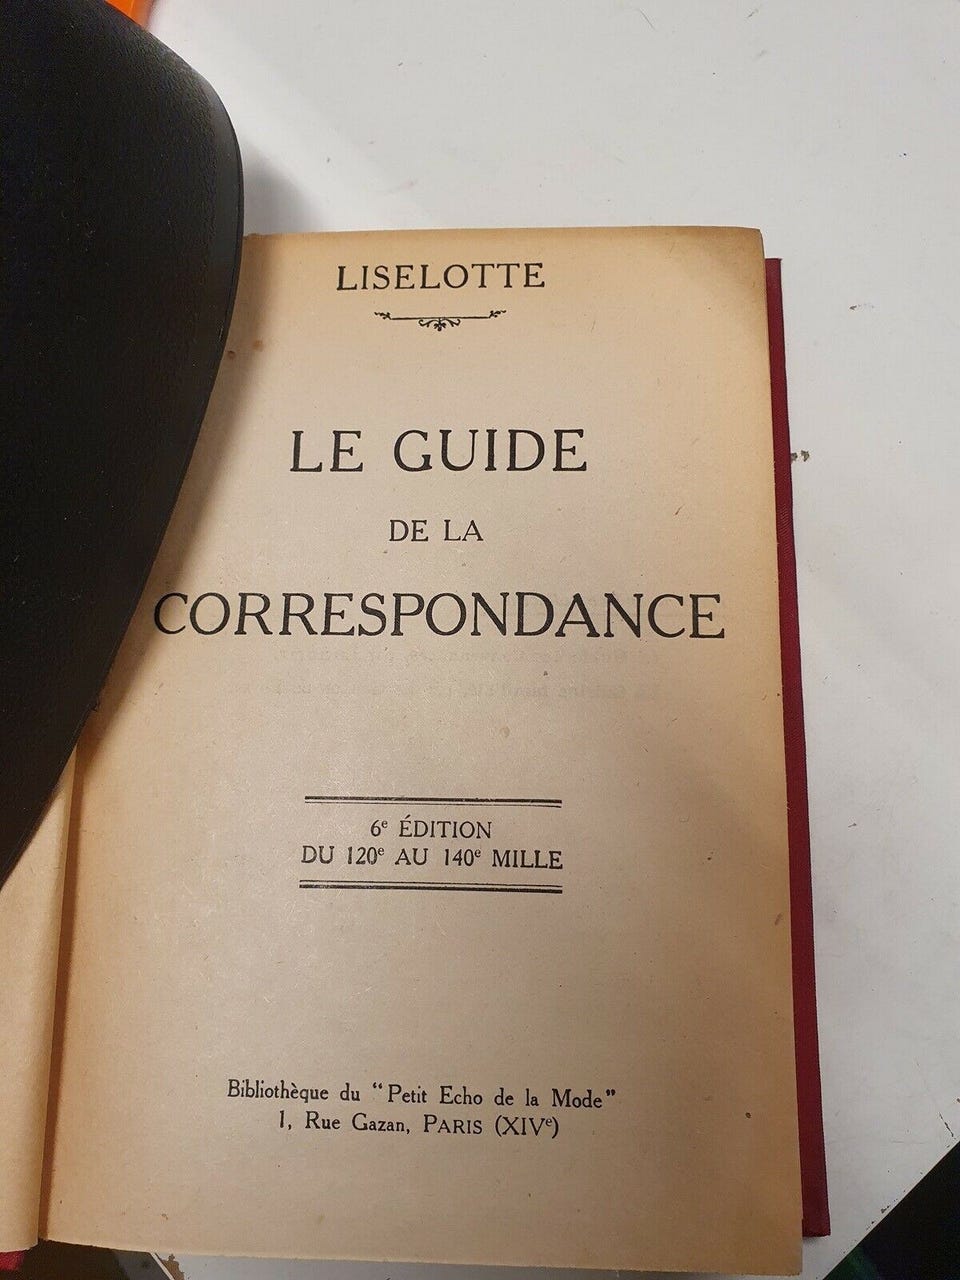 LISELOTTE
LE GUIDE
DE LA
CORRESPONDANCE
6e ÉDITION
DU 120e AU 140e MILLE
Bibliothèque du “Petit Echo de la Mode”
1, Rue Gazan, PARIS (XIVe)